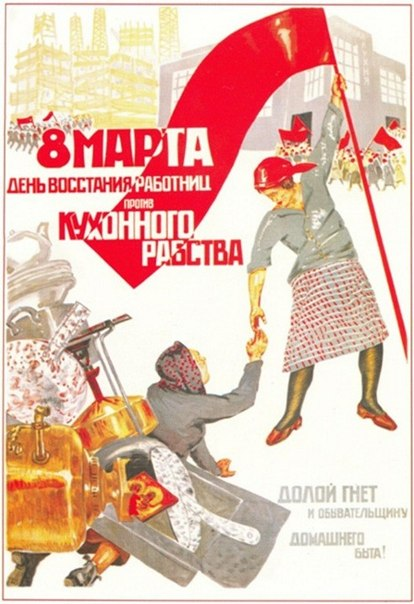 8 МАРТА
ДЕНЬ ВОССТАНИЯ РАБОТНИЦ
ПРОТИВ
КУХОННОГО
РАБСТВА
ДОЛОЙ ГНЕТ
И ОБЫВАТЕЛЬЩИНУ
ДОМАШНЕГО
БЫТА!